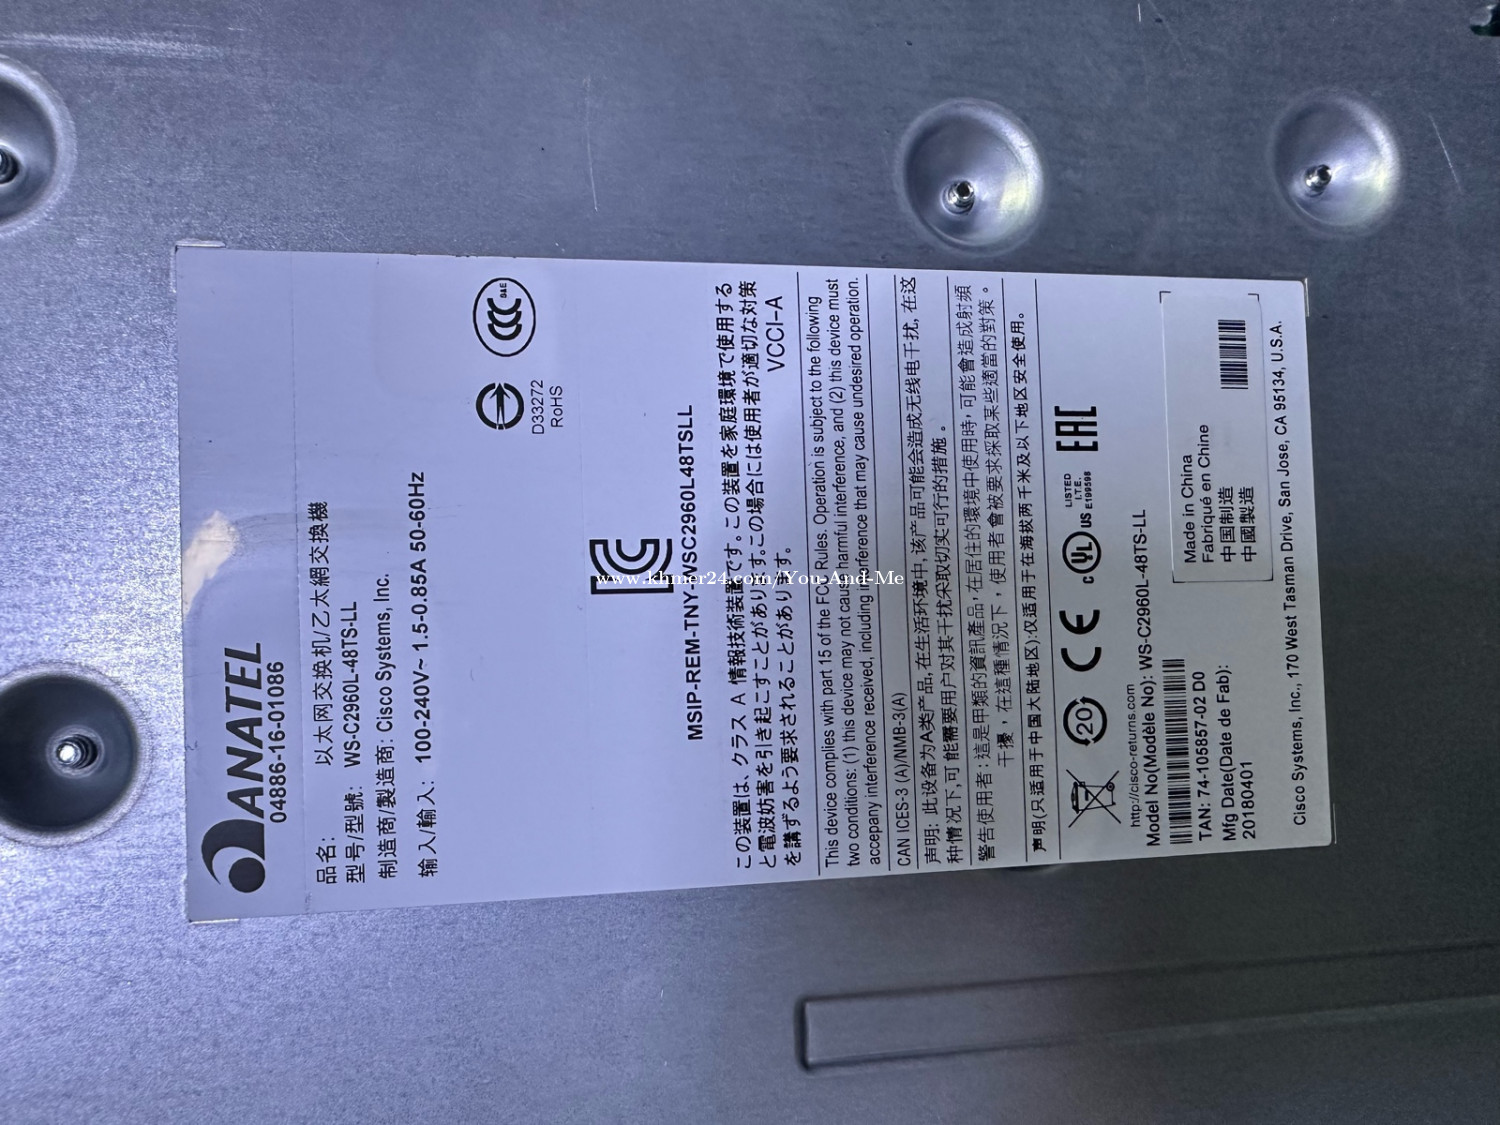 ANATEL
04886-16-01086
品名: 以太网交换机/乙太網交換機
型号/型號: WS-C2960L-48TS-LL
制造商/製造商: Cisco Systems, Inc.
输入/輸入: 100-240V~ 1.5-0.85A 50-60Hz
CCC
S&E
D33272
RoHS
MSIP-REM-TNY-WSC2960L48TSLL
この装置は、クラス A 情報技術装置です。この装置を家庭環境で使用する
と電波妨害を引き起こすことがあります。この場合には使用者が適切な対策
を講ずるよう要求されることがあります。
VCCI-A
This device complies with part 15 of the FCC Rules. Operation is subject to the following
two conditions: (1) this device may not cause harmful interference, and (2) this device must
accepany interference received, including interference that may cause undesired operation.
CAN ICES-3 (A)/NMB-3(A)
声明: 此设备为A类产品, 在生活环境中, 该产品可能会造成无线电干扰, 在这
种情况下, 可能需要用户对其干扰采取切实可行的措施。
警告使用者: 這是甲類的資訊產品, 在居住的環境中使用時, 可能會造成射頻
干擾, 在這種情況下, 使用者會被要求採取某些適當的對策。
声明(只适用于中国大陆地区):仅适用于在海拔两千米及以下地区安全使用。
20
CE
c UL US
LISTED
I.T.E.
E199598
EAC
http://cisco-returns.com
Model No(Modèle No): WS-C2960L-48TS-LL
TAN: 74-105857-02 D0
Mfg Date(Date de Fab):
20180401
Made in China
Fabriqué en Chine
中国制造
中國製造
Cisco Systems, Inc., 170 West Tasman Drive, San Jose, CA 95134, U.S.A.
www.khmer24.com/You-And-Me